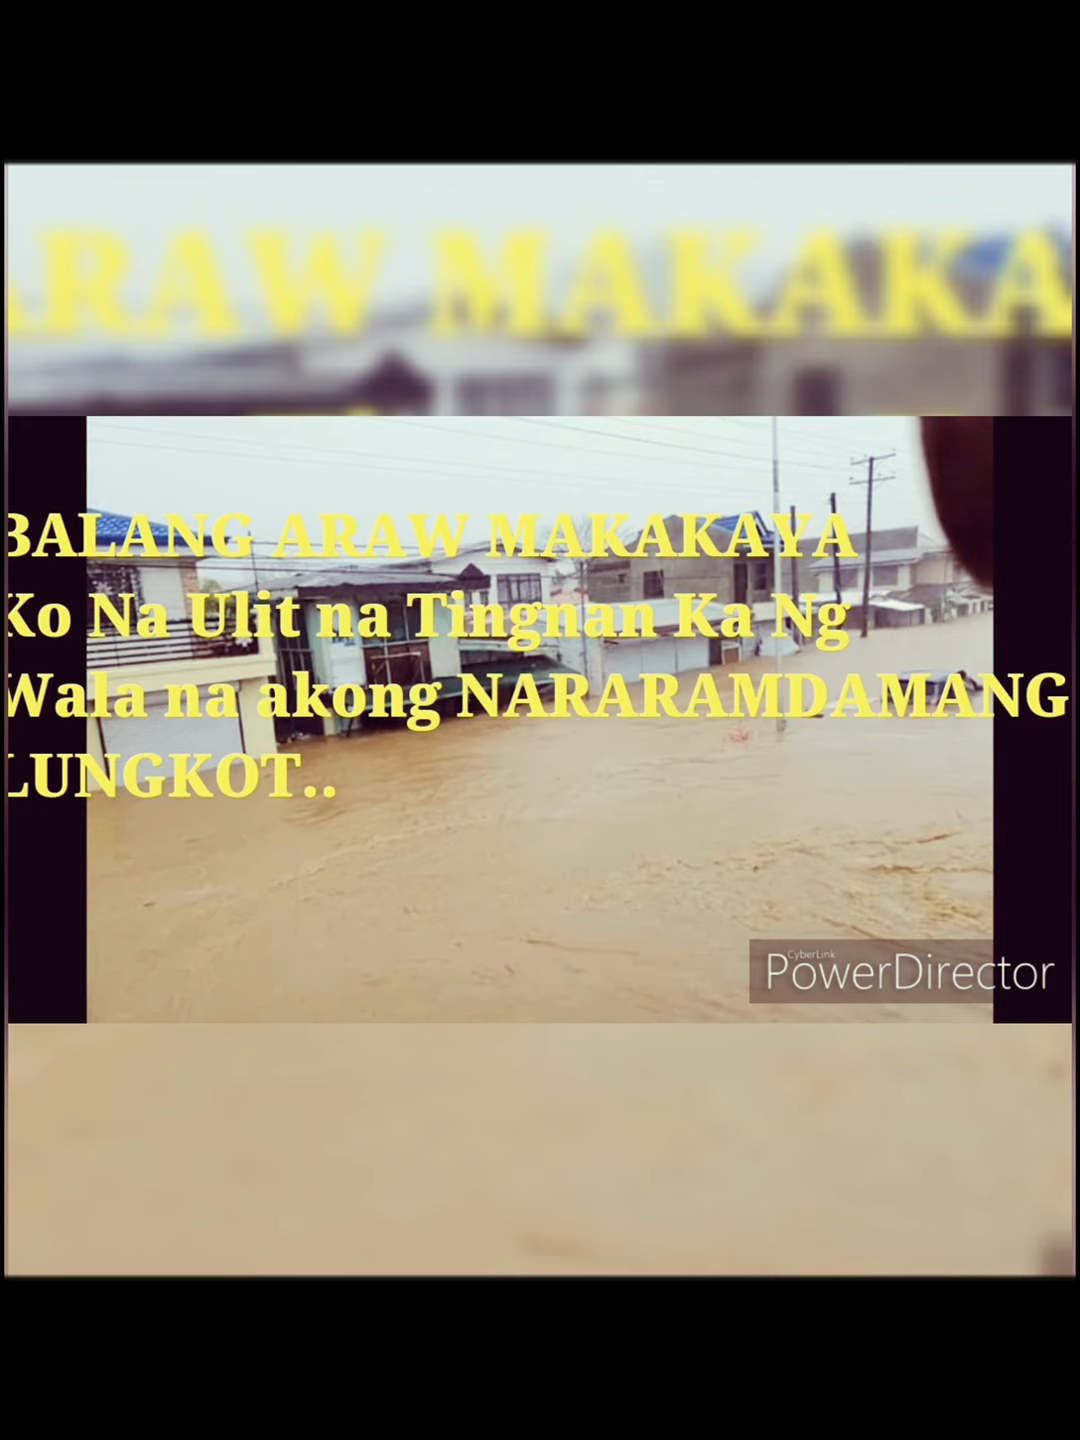 ARAW MAKAKA
BALANG ARAW MAKAKAYA
Ko Na Ulit na Tingnan Ka Ng
Wala na akong NARARAMDAMANG
LUNGKOT..
CyberLink
PowerDirector